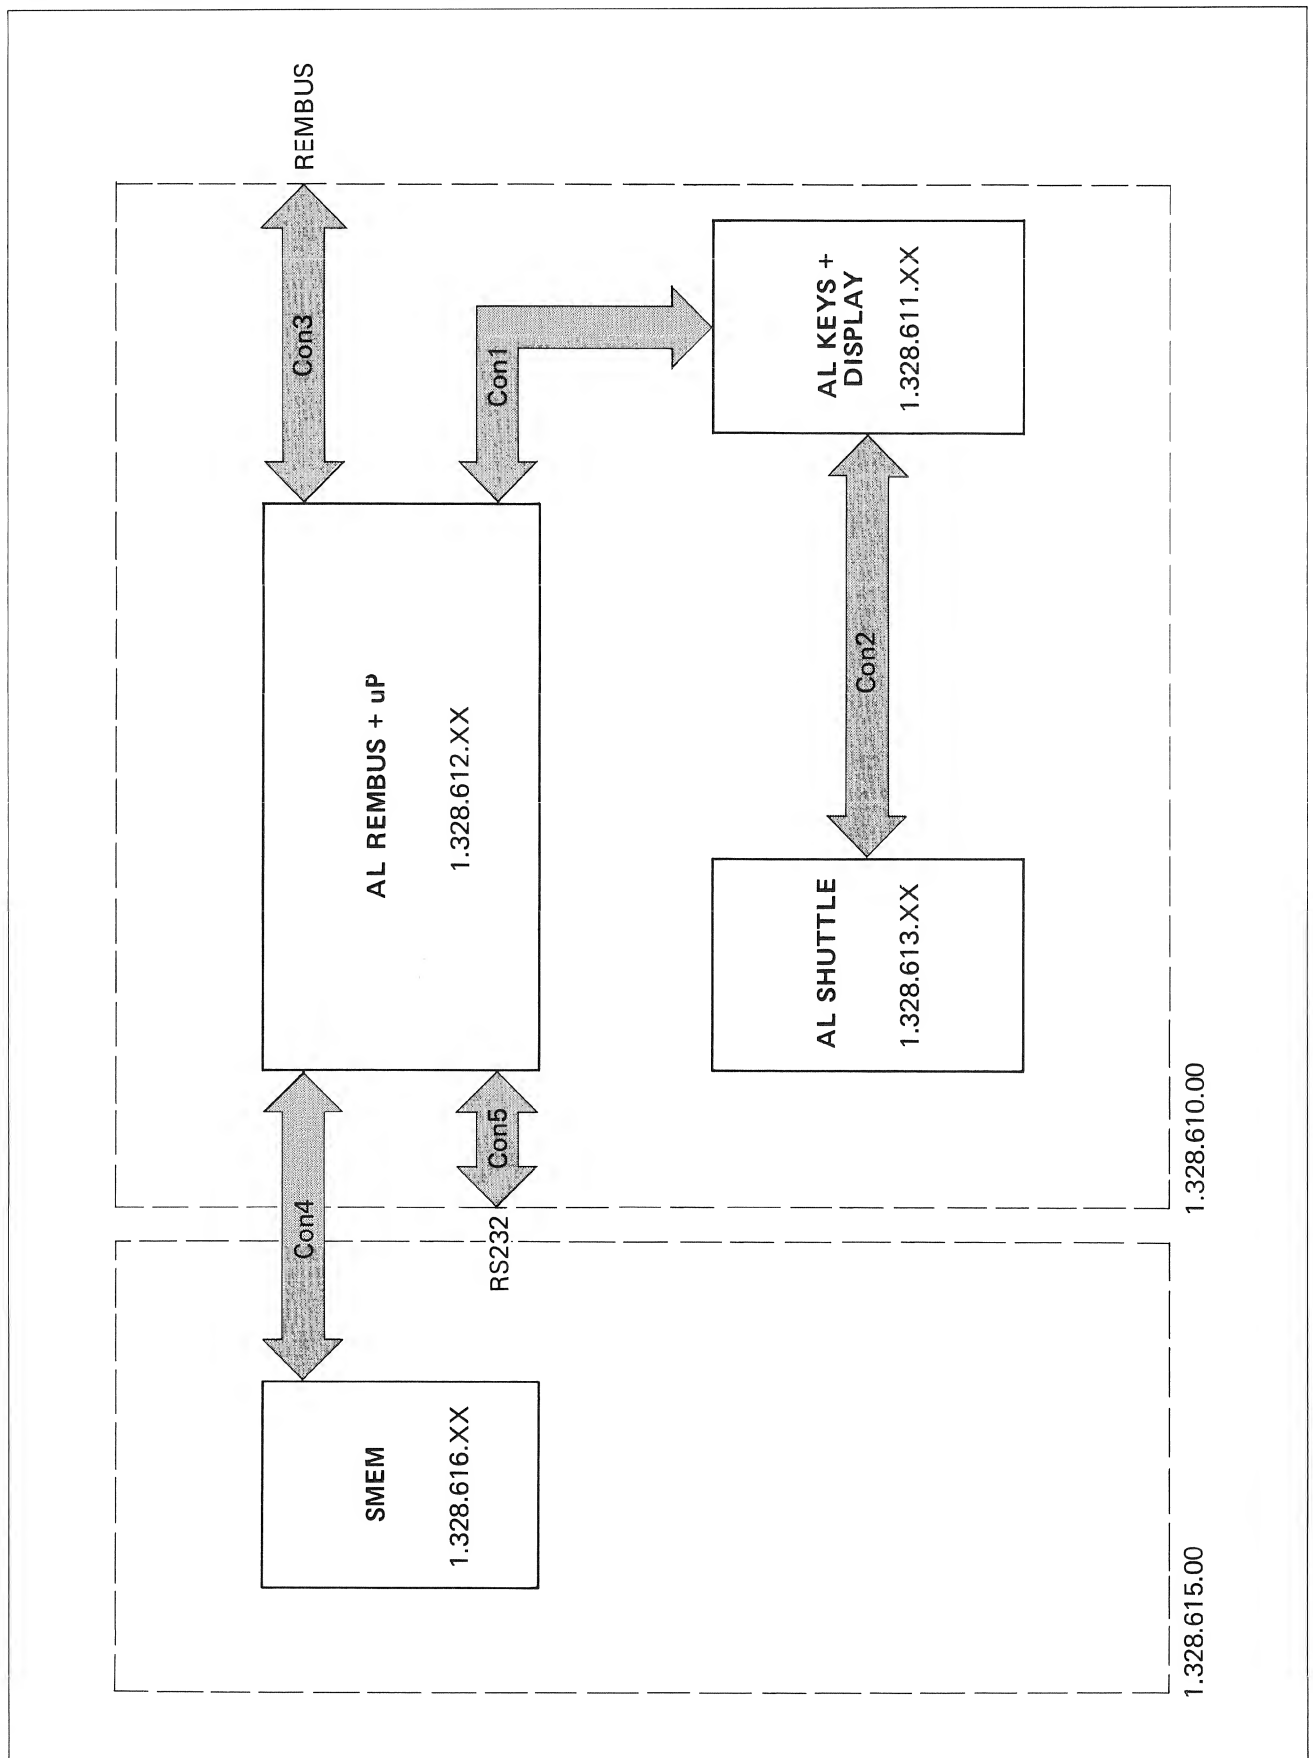 SMEM
1.328.616.XX
Con4
RS232
Con5
AL REMBUS + uP
1.328.612.XX
Con3
REMBUS
Con1
AL SHUTTLE
1.328.613.XX
Con2
AL KEYS +
DISPLAY
1.328.611.XX
1.328.615.00
1.328.610.00